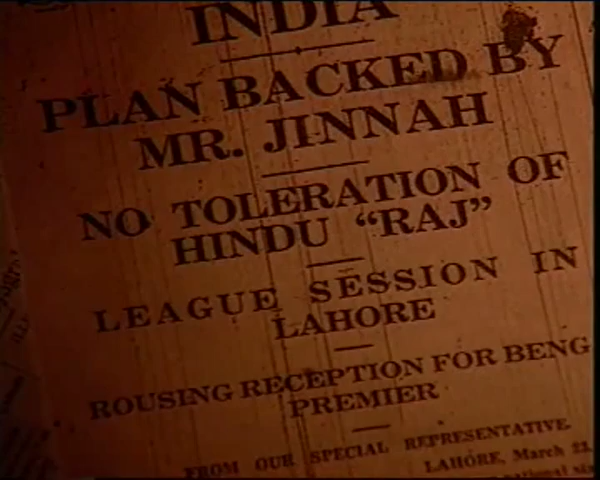 INDIA
PLAN BACKED BY
MR. JINNAH
NO TOLERATION OF
HINDU "RAJ"
LEAGUE SESSION IN
LAHORE
ROUSING RECEPTION FOR BENG
PREMIER
FROM OUR SPECIAL REPRESENTATIVE.
LAHORE, March 23.